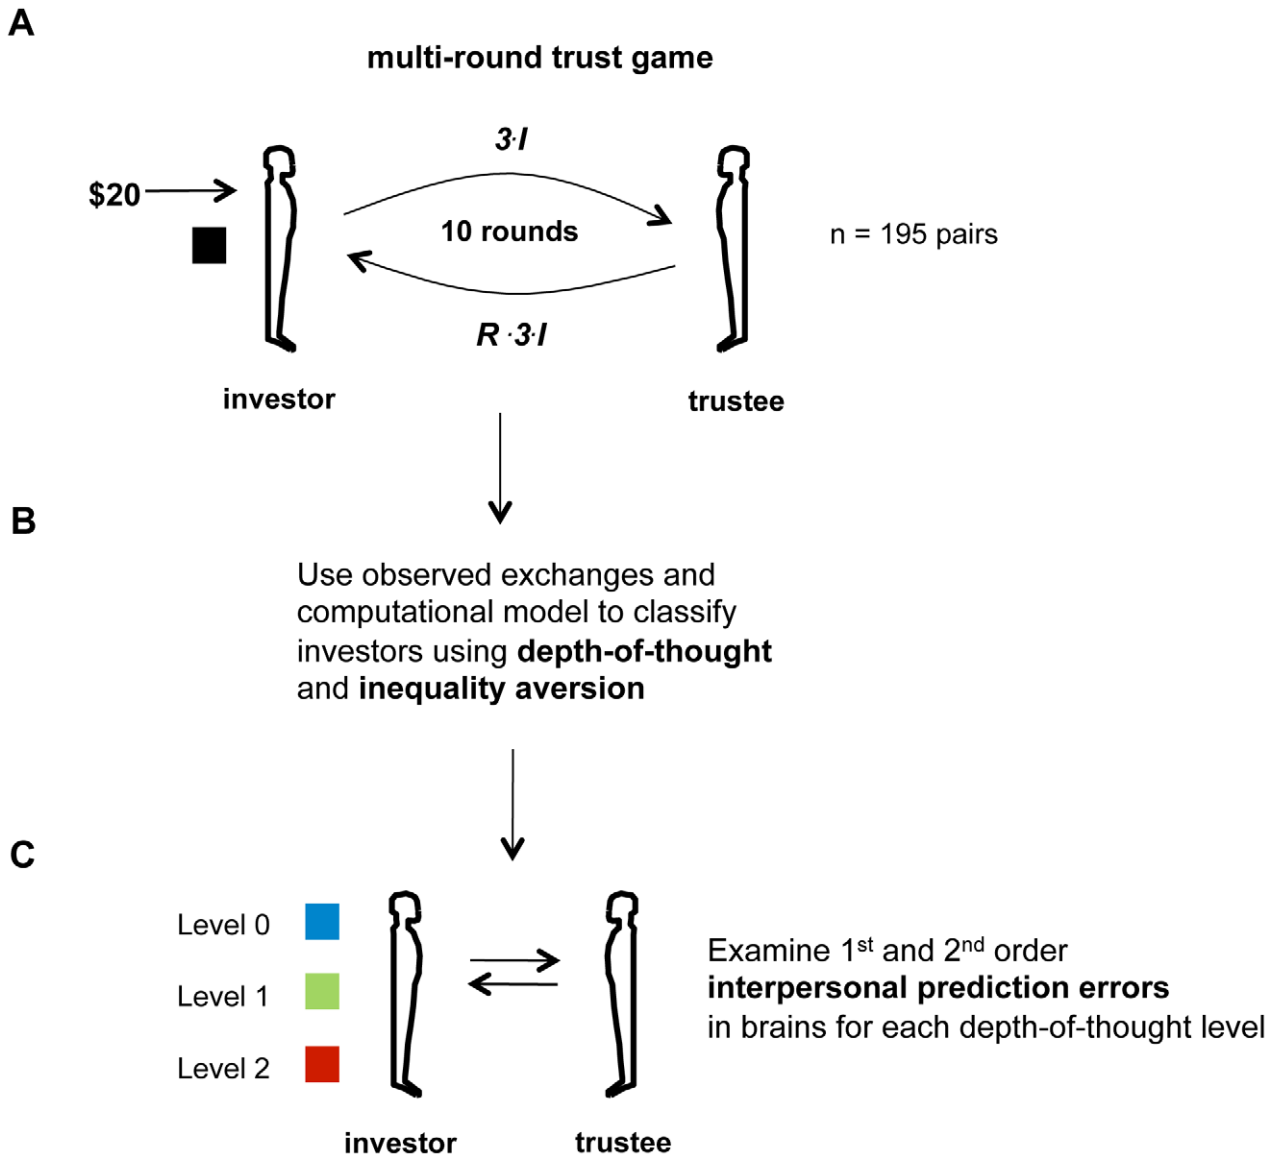 A
multi-round trust game
3·I
$20
10 rounds
n = 195 pairs
R ·3·I
investor
trustee
B
Use observed exchanges and
computational model to classify
investors using depth-of-thought
and inequality aversion
C
Level 0
Level 1
Level 2
Examine 1st and 2nd order
interpersonal prediction errors
in brains for each depth-of-thought level
investor
trustee